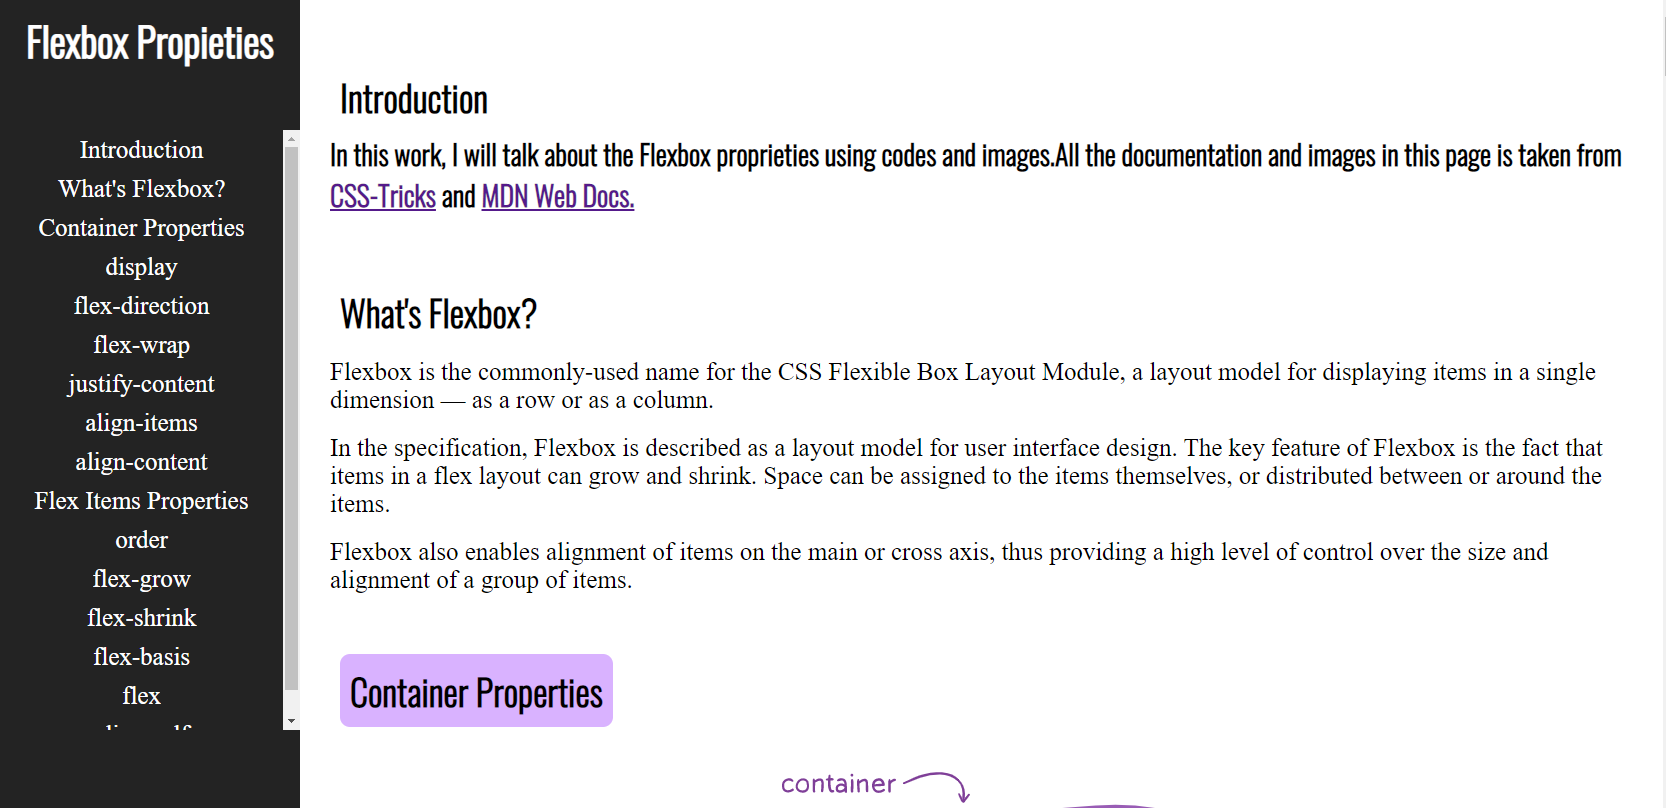 Flexbox Propieties
Introduction
What's Flexbox?
Container Properties
display
flex-direction
flex-wrap
justify-content
align-items
align-content
Flex Items Properties
order
flex-grow
flex-shrink
flex-basis
flex
Introduction
In this work, I will talk about the Flexbox proprieties using codes and images.All the documentation and images in this page is taken from
CSS-Tricks and MDN Web Docs.
What's Flexbox?
Flexbox is the commonly-used name for the CSS Flexible Box Layout Module, a layout model for displaying items in a single
dimension — as a row or as a column.
In the specification, Flexbox is described as a layout model for user interface design. The key feature of Flexbox is the fact that
items in a flex layout can grow and shrink. Space can be assigned to the items themselves, or distributed between or around the
items.
Flexbox also enables alignment of items on the main or cross axis, thus providing a high level of control over the size and
alignment of a group of items.
Container Properties
container